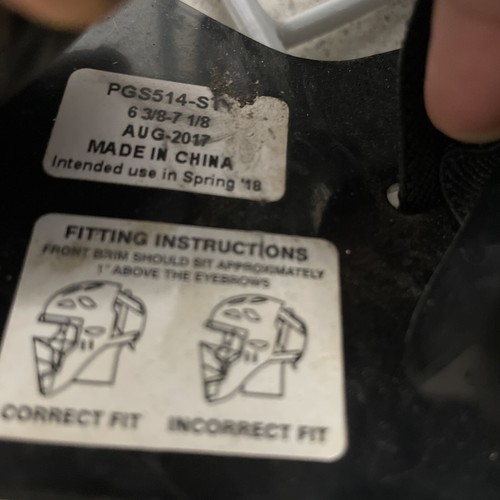 PGS514-ST
6 3/8-7 1/8
AUG-2017
MADE IN CHINA
Intended use in Spring '18
FITTING INSTRUCTIONS
FRONT BRIM SHOULD SIT APPROXIMATELY
1" ABOVE THE EYEBROWS
CORRECT FIT
INCORRECT FIT